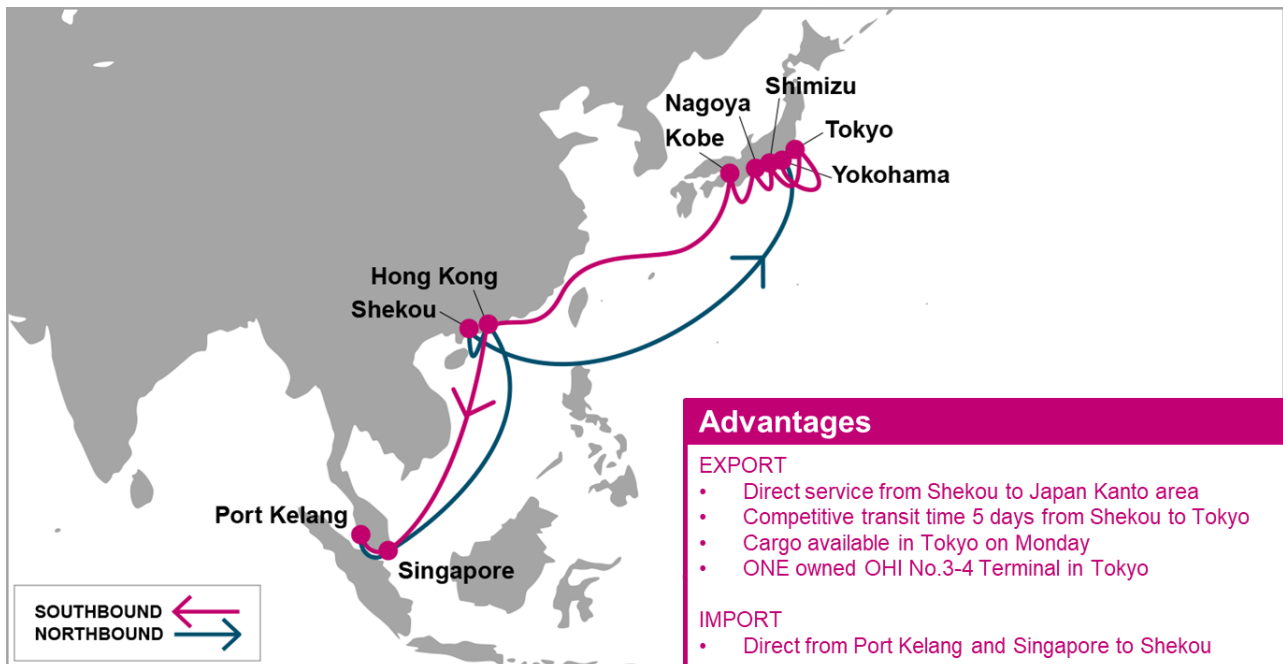 Shimizu
Nagoya
Tokyo
Kobe
Yokohama
Hong Kong
Shekou
Port Kelang
Singapore
SOUTHBOUND
NORTHBOUND
Advantages
EXPORT
• Direct service from Shekou to Japan Kanto area
• Competitive transit time 5 days from Shekou to Tokyo
• Cargo available in Tokyo on Monday
• ONE owned OHI No.3-4 Terminal in Tokyo
IMPORT
• Direct from Port Kelang and Singapore to Shekou